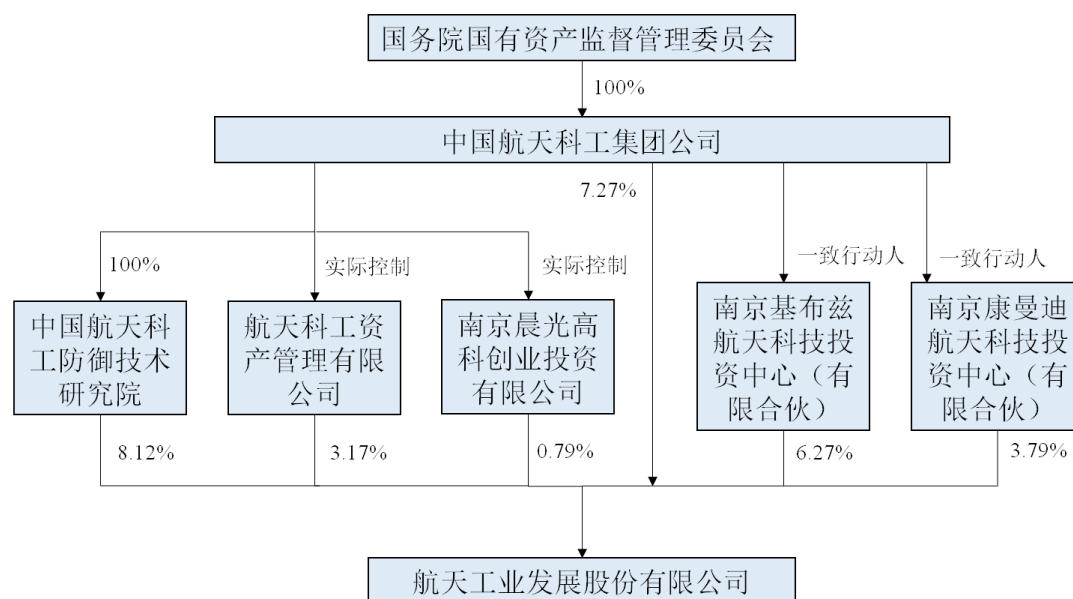 国务院国有资产监督管理委员会
100%
中国航天科工集团公司
7.27%
100%
实际控制
实际控制
一致行动人
一致行动人
中国航天科
工防御技术
研究院
航天科工资
产管理有限
公司
南京晨光高
科创业投资
有限公司
南京基布兹
航天科技投
资中心（有
限合伙）
南京康曼迪
航天科技投
资中心（有
限合伙）
8.12%
3.17%
0.79%
6.27%
3.79%
航天工业发展股份有限公司